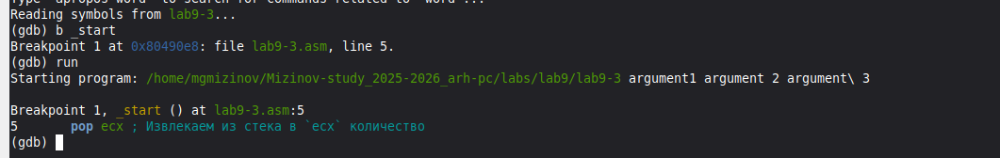 Type "apropos word" to search for commands related to "word"...
Reading symbols from lab9-3...
(gdb) b _start
Breakpoint 1 at 0x80490e8: file lab9-3.asm, line 5.
(gdb) run
Starting program: /home/mgmizinov/Mizinov-study_2025-2026_arh-pc/labs/lab9/lab9-3 argument1 argument 2 argument\ 3
Breakpoint 1, _start () at lab9-3.asm:5
5 pop ecx ; Извлекаем из стека в `ecx` количество
(gdb)